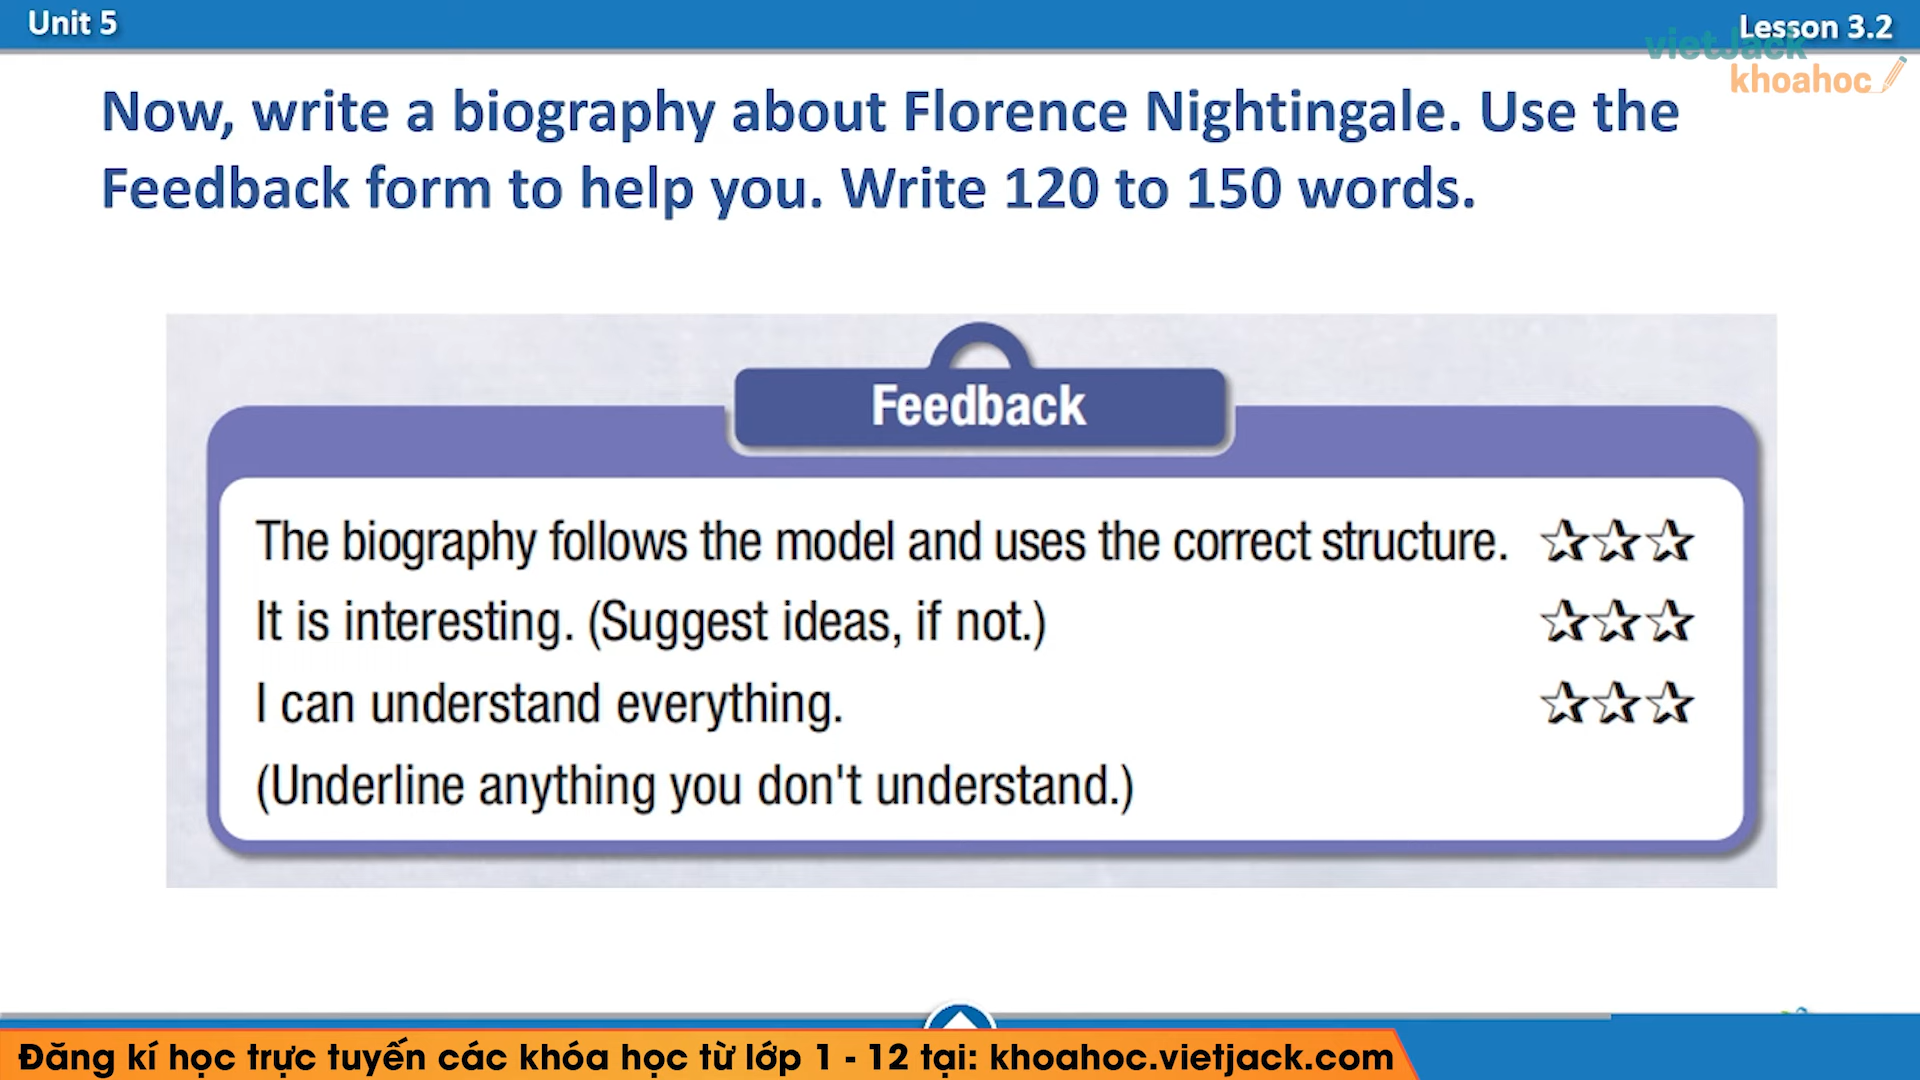 Unit 5
Lesson 3.2
vietJack
khoahoc
Now, write a biography about Florence Nightingale. Use the
Feedback form to help you. Write 120 to 150 words.
Feedback
The biography follows the model and uses the correct structure. ☆☆☆
It is interesting. (Suggest ideas, if not.) ☆☆☆
I can understand everything. ☆☆☆
(Underline anything you don't understand.)
Đăng kí học trực tuyến các khóa học từ lớp 1 - 12 tại: khoahoc.vietjack.com